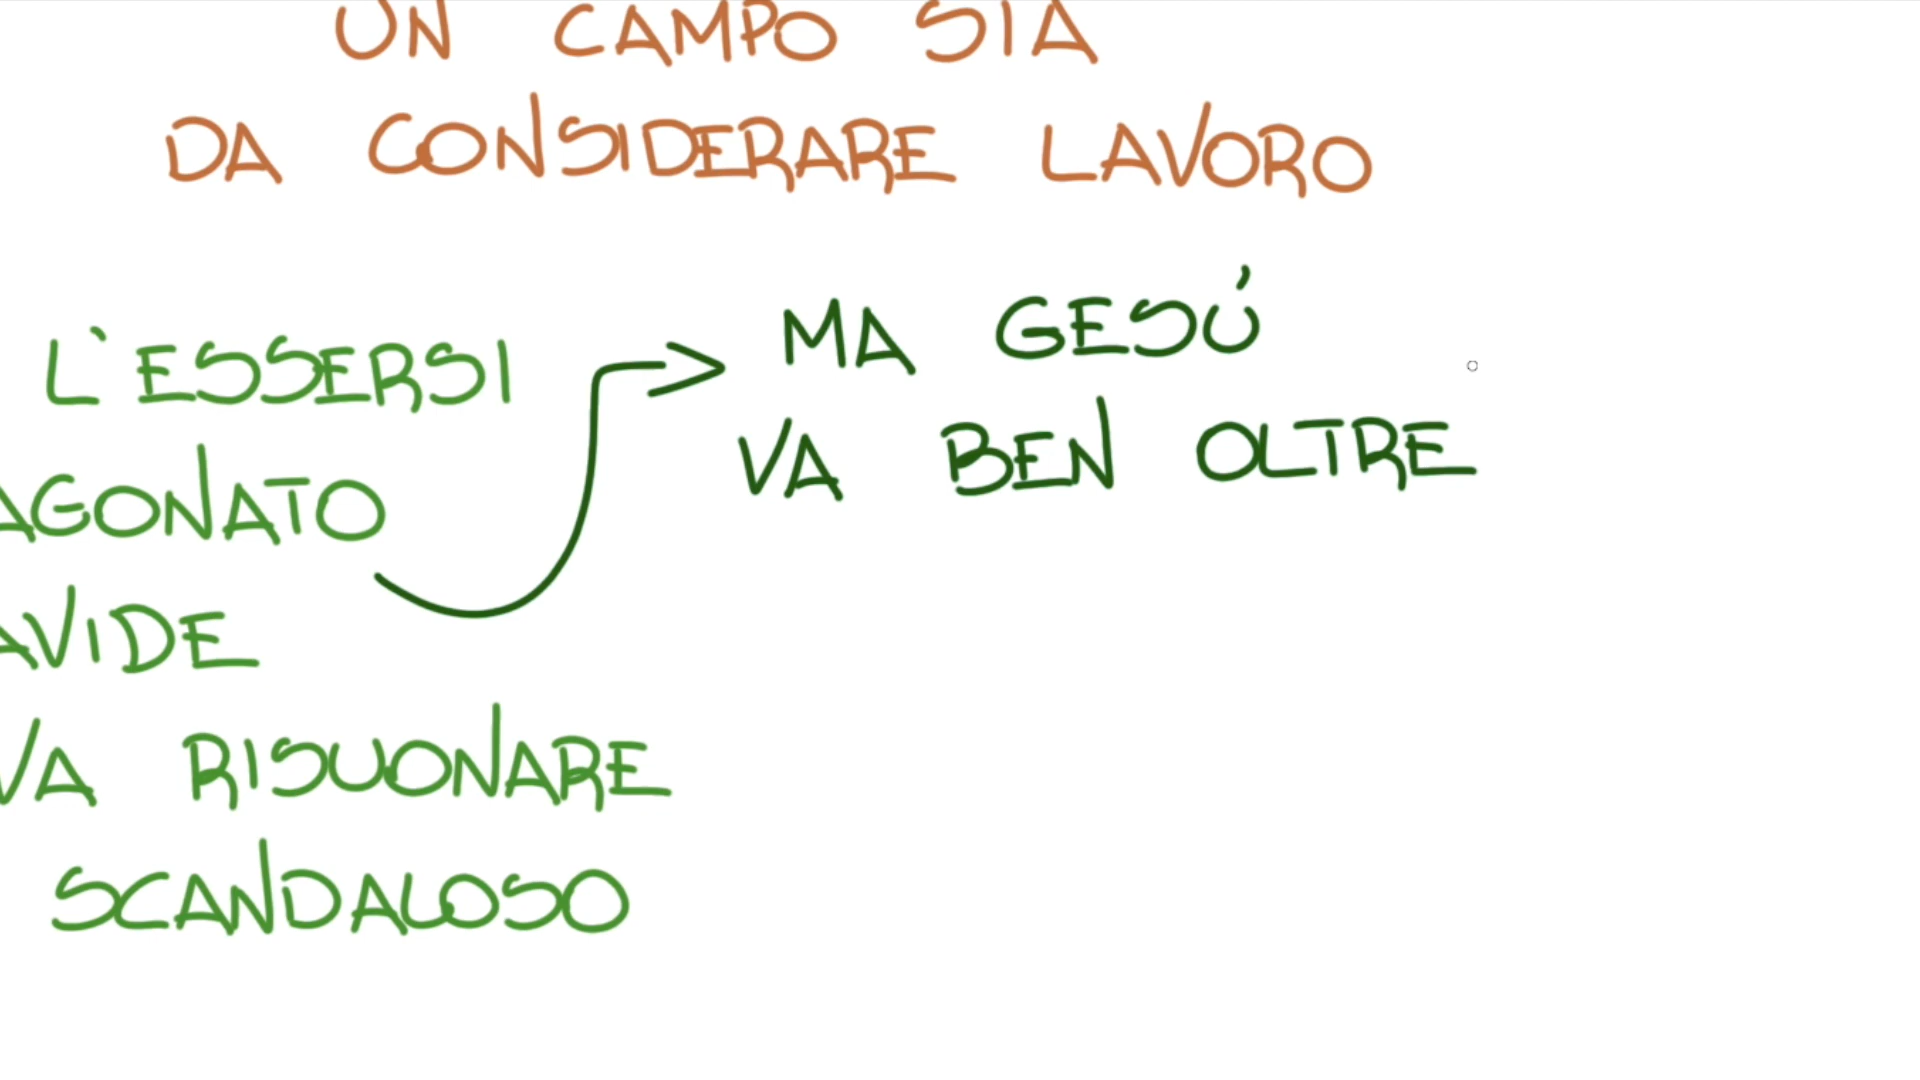 UN CAMPO SIA
DA CONSIDERARE LAVORO
L'ESSERSI
AGONATO
AVIDE
VA RISUONARE
SCANDALOSO
MA GESÚ
VA BEN OLTRE